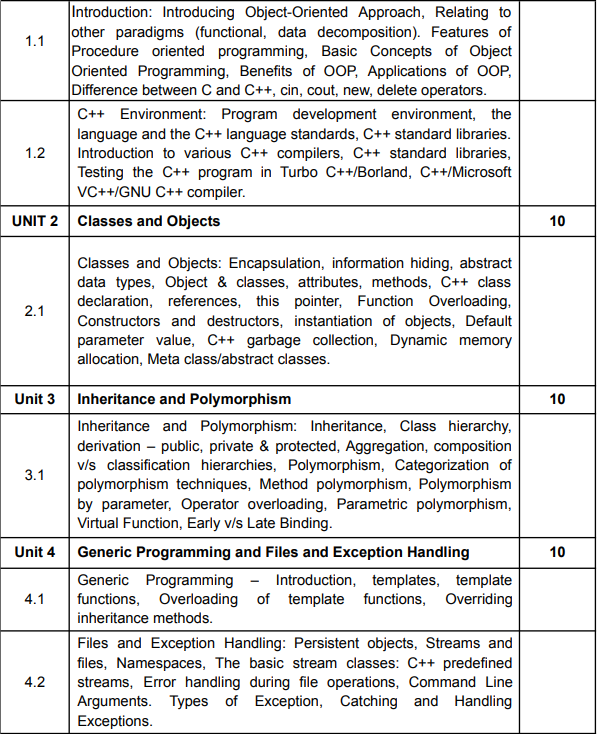 Introduction: Introducing Object-Oriented Approach, Relating to
other paradigms (functional, data decomposition). Features of
1.1 Procedure oriented programming, Basic Concepts of Object
Oriented Programming, Benefits of OOP, Applications of OOP,
Difference between C and C++, cin, cout, new, delete operators.
C++ Environment: Program development environment, the
language and the C++ language standards, C++ standard libraries.
1.2 Introduction to various C++ compilers, C++ standard libraries,
Testing the C++ program in Turbo C++/Borland, C++/Microsoft
VC++/GNU C++ compiler.
UNIT 2 Classes and Objects 10
Classes and Objects: Encapsulation, information hiding, abstract
data types, Object & classes, attributes, methods, C++ class
declaration, references, this pointer, Function Overloading,
2.1 Constructors and destructors, instantiation of objects, Default
parameter value, C++ garbage collection, Dynamic memory
allocation, Meta class/abstract classes.
Unit 3 Inheritance and Polymorphism 10
Inheritance and Polymorphism: Inheritance, Class hierarchy,
derivation – public, private & protected, Aggregation, composition
v/s classification hierarchies, Polymorphism, Categorization of
3.1 polymorphism techniques, Method polymorphism, Polymorphism
by parameter, Operator overloading, Parametric polymorphism,
Virtual Function, Early v/s Late Binding.
Unit 4 Generic Programming and Files and Exception Handling 10
Generic Programming – Introduction, templates, template
4.1 functions, Overloading of template functions, Overriding
inheritance methods.
Files and Exception Handling: Persistent objects, Streams and
files, Namespaces, The basic stream classes: C++ predefined
4.2 streams, Error handling during file operations, Command Line
Arguments. Types of Exception, Catching and Handling
Exceptions.